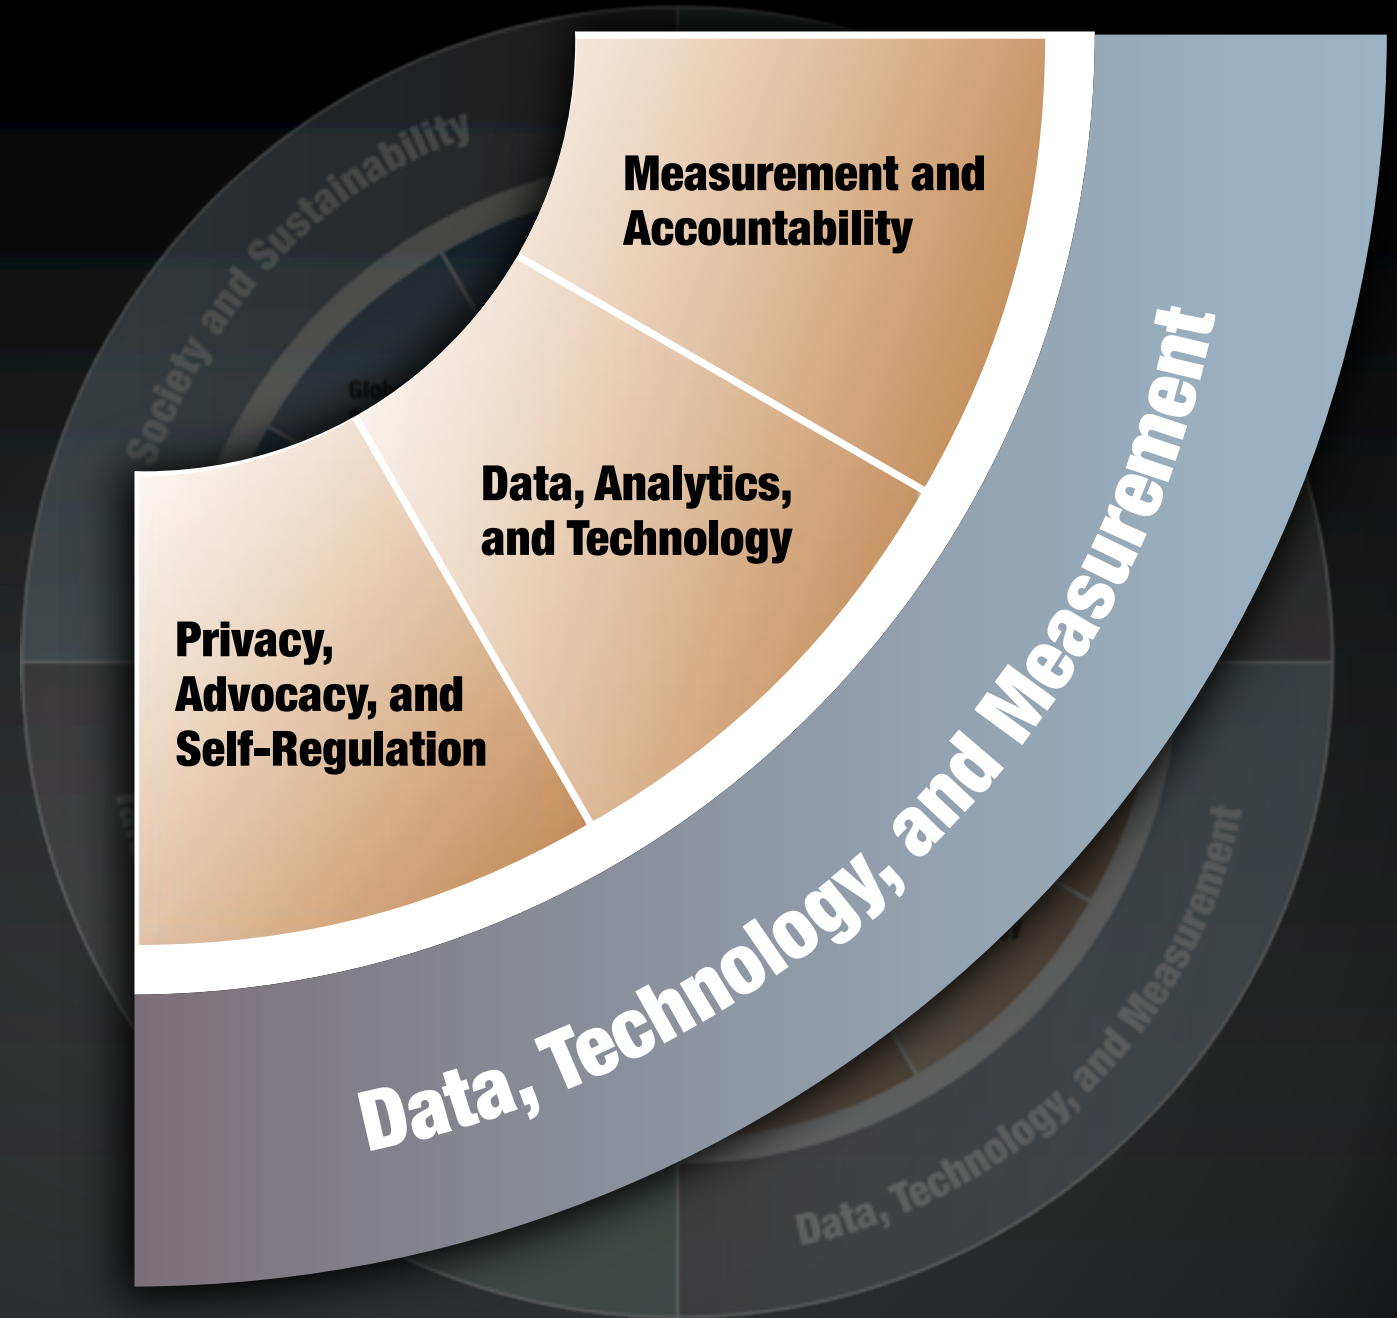 Society and Sustainability
Measurement and
Accountability
Data, Analytics,
and Technology
Privacy,
Advocacy, and
Self-Regulation
Data, Technology, and Measurement
Data, Technology, and Measurement